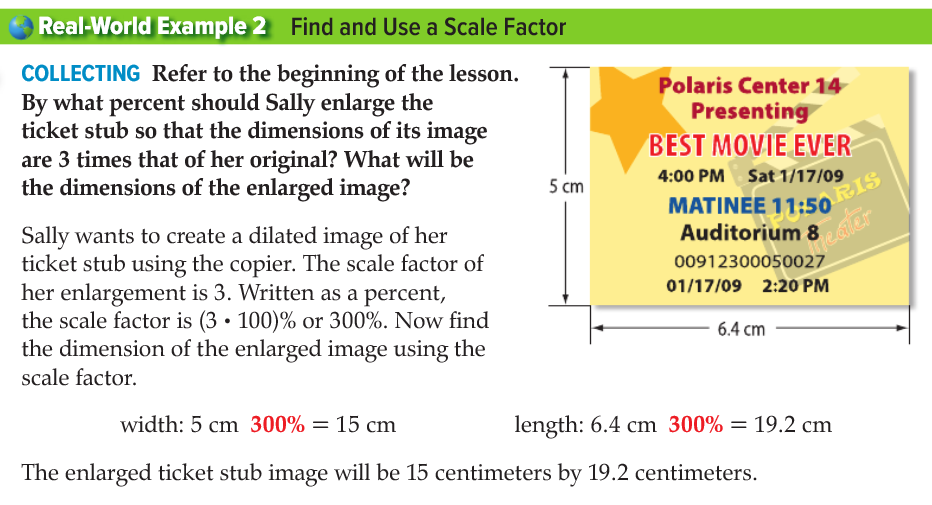 Real-World Example 2 Find and Use a Scale Factor
COLLECTING Refer to the beginning of the lesson.
By what percent should Sally enlarge the
ticket stub so that the dimensions of its image
are 3 times that of her original? What will be
the dimensions of the enlarged image?
Sally wants to create a dilated image of her
ticket stub using the copier. The scale factor of
her enlargement is 3. Written as a percent,
the scale factor is (3 • 100)% or 300%. Now find
the dimension of the enlarged image using the
scale factor.
5 cm
Polaris Center 14
Presenting
BEST MOVIE EVER
4:00 PM Sat 1/17/09
MATINEE 11:50
Auditorium 8
00912300050027
01/17/09 2:20 PM
POLARIS
Theater
6.4 cm
width: 5 cm 300% = 15 cm length: 6.4 cm 300% = 19.2 cm
The enlarged ticket stub image will be 15 centimeters by 19.2 centimeters.